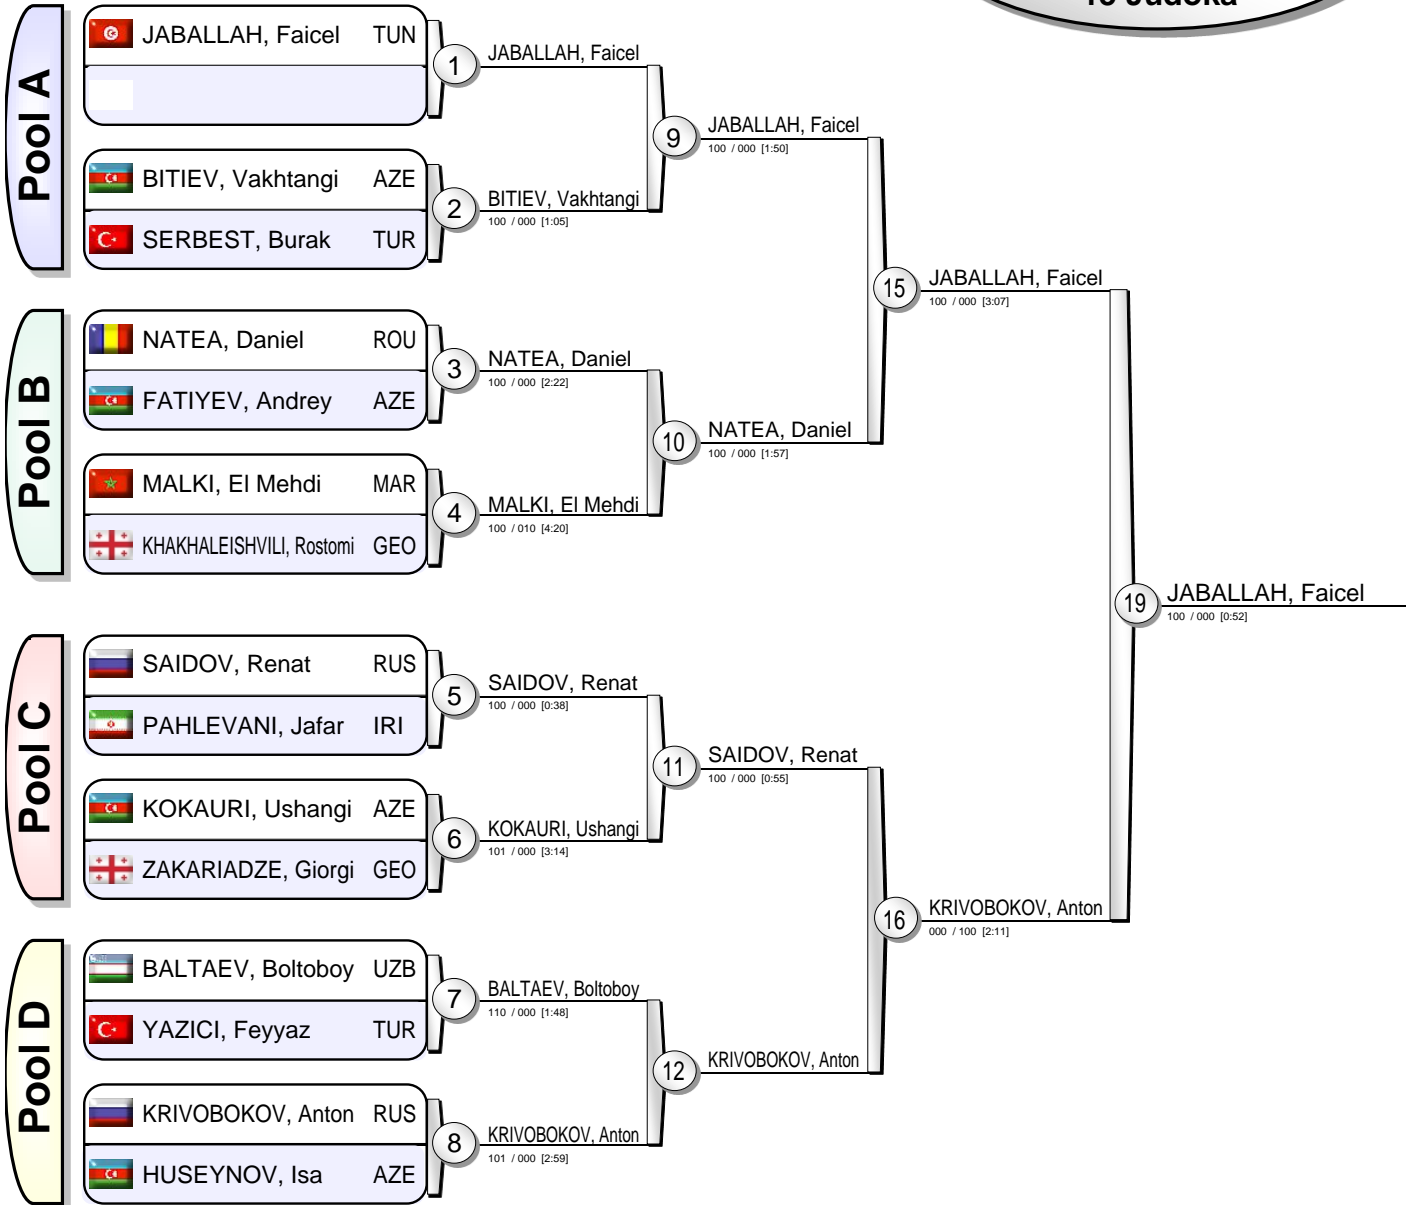 15 Judoka
Pool A
JABALLAH, Faicel TUN
BITIEV, Vakhtangi AZE
SERBEST, Burak TUR
Pool B
NATEA, Daniel ROU
FATIYEV, Andrey AZE
MALKI, El Mehdi MAR
KHAKHALEISHVILI, Rostomi GEO
Pool C
SAIDOV, Renat RUS
PAHLEVANI, Jafar IRI
KOKAURI, Ushangi AZE
ZAKARIADZE, Giorgi GEO
Pool D
BALTAEV, Boltoboy UZB
YAZICI, Feyyaz TUR
KRIVOBOKOV, Anton RUS
HUSEYNOV, Isa AZE
1
JABALLAH, Faicel
2
BITIEV, Vakhtangi
100 / 000 [1:05]
3
NATEA, Daniel
100 / 000 [2:22]
4
MALKI, El Mehdi
100 / 010 [4:20]
5
SAIDOV, Renat
100 / 000 [0:38]
6
KOKAURI, Ushangi
101 / 000 [3:14]
7
BALTAEV, Boltoboy
110 / 000 [1:48]
8
KRIVOBOKOV, Anton
101 / 000 [2:59]
9
JABALLAH, Faicel
100 / 000 [1:50]
10
NATEA, Daniel
100 / 000 [1:57]
11
SAIDOV, Renat
100 / 000 [0:55]
12
KRIVOBOKOV, Anton
15
JABALLAH, Faicel
100 / 000 [3:07]
16
KRIVOBOKOV, Anton
000 / 100 [2:11]
19
JABALLAH, Faicel
100 / 000 [0:52]